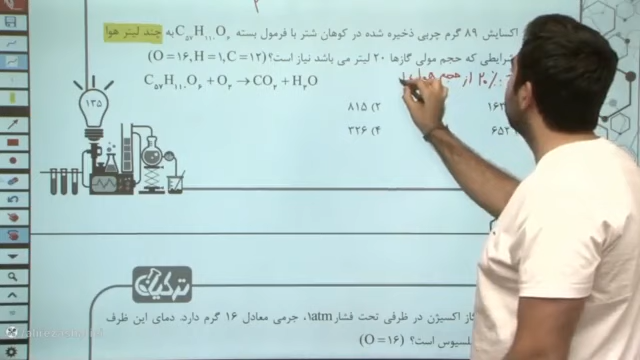 اکسایش ۸۹ گرم چربی ذخیره شده در کوهان شتر با فرمول بسته C۵۷H۱۱۰O۶ به چند لیتر هوا
شرایطی که حجم مولی گازها ۲۰ لیتر می باشد نیاز است؟ (O = ۱۶, H = ۱, C = ۱۲)
۲۰٪ از حجم
C۵۷H۱۱۰O۶ + O۲ → CO۲ + H۲O
۲) ۸۱۵
۶۵۲
۴) ۳۲۶
۱۳۵
ترکیبی
گاز اکسیژن در ظرفی تحت فشار ۱atm، جرمی معادل ۱۶ گرم دارد. دمای این ظرف
سلسیوس است؟ (O = ۱۶)